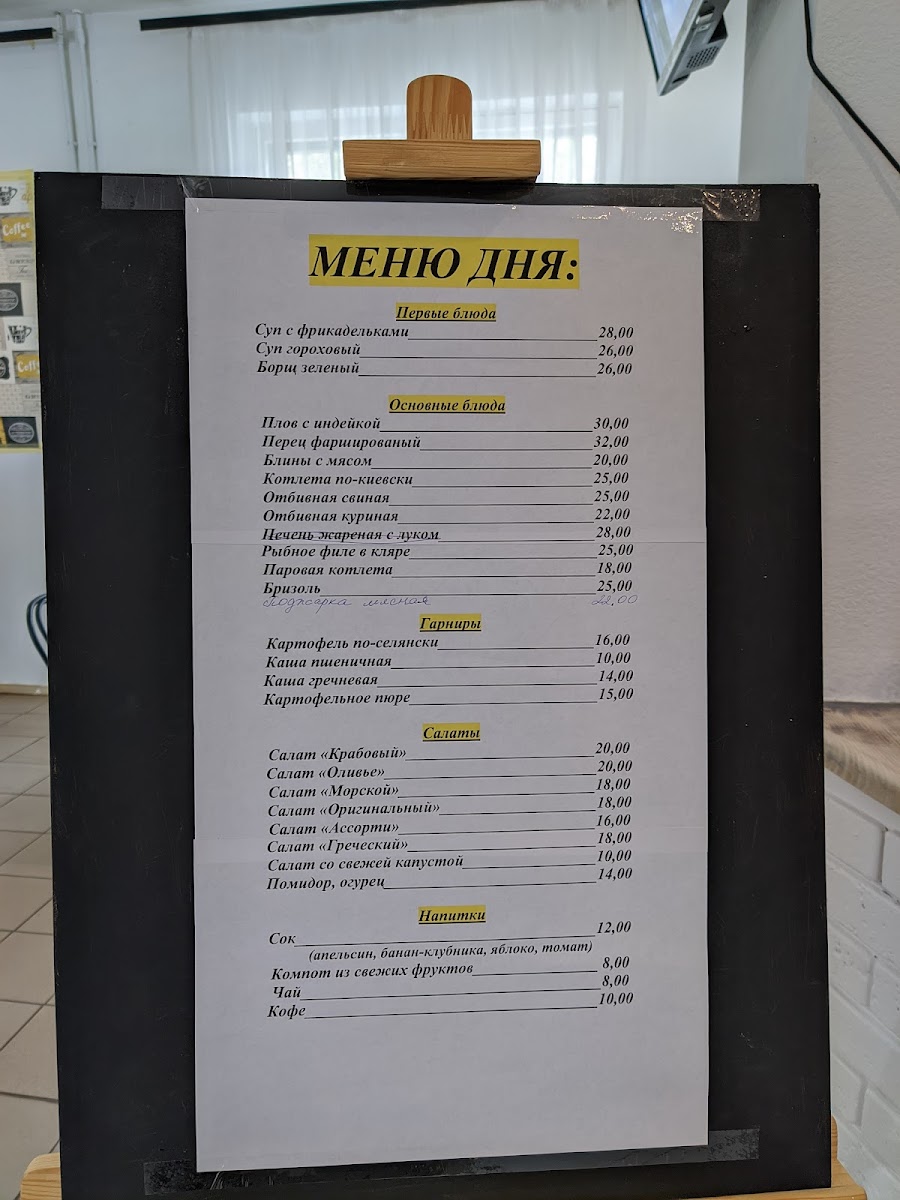 МЕНЮ ДНЯ:
Первые блюда
Суп с фрикадельками 28,00
Суп гороховый 26,00
Борщ зеленый 26,00
Основные блюда
Плов с индейкой 30,00
Перец фаршированый 32,00
Блины с мясом 20,00
Котлета по-киевски 25,00
Отбивная свиная 25,00
Отбивная куриная 22,00
Печень жареная с луком 28,00
Рыбное филе в кляре 25,00
Паровая котлета 18,00
Бризоль 25,00
Поджарка мясная 22,00
Гарниры
Картофель по-селянски 16,00
Каша пшеничная 10,00
Каша гречневая 14,00
Картофельное пюре 15,00
Салаты
Салат «Крабовый» 20,00
Салат «Оливье» 20,00
Салат «Морской» 18,00
Салат «Оригинальный» 18,00
Салат «Ассорти» 16,00
Салат «Греческий» 18,00
Салат со свежей капустой 10,00
Помидор, огурец 14,00
Напитки
Сок 12,00
(апельсин, банан-клубника, яблоко, томат)
Компот из свежих фруктов 8,00
Чай 8,00
Кофе 10,00
Coffee